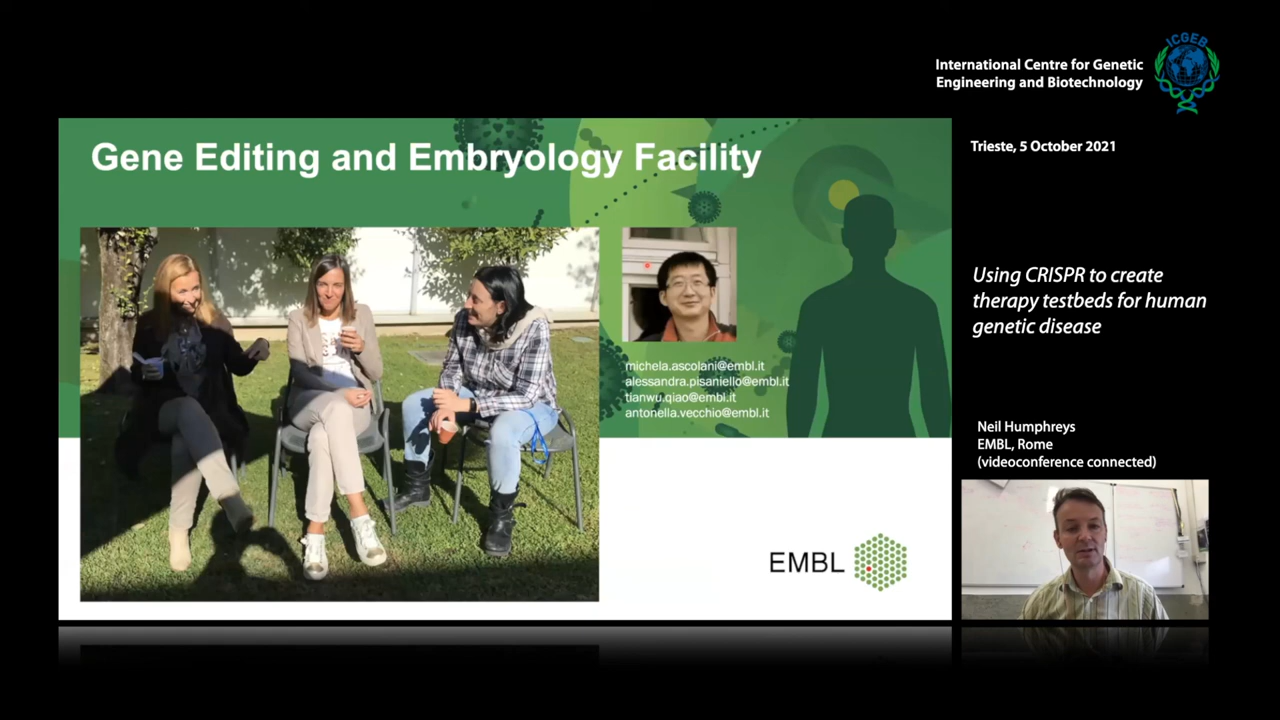 ICGEB
International Centre for Genetic
Engineering and Biotechnology
Trieste, 5 October 2021
Gene Editing and Embryology Facility
michela.ascolani@embl.it
alessandra.pisaniello@embl.it
tianwu.qiao@embl.it
antonella.vecchio@embl.it
EMBL
Using CRISPR to create
therapy testbeds for human
genetic disease
Neil Humphreys
EMBL, Rome
(videoconference connected)